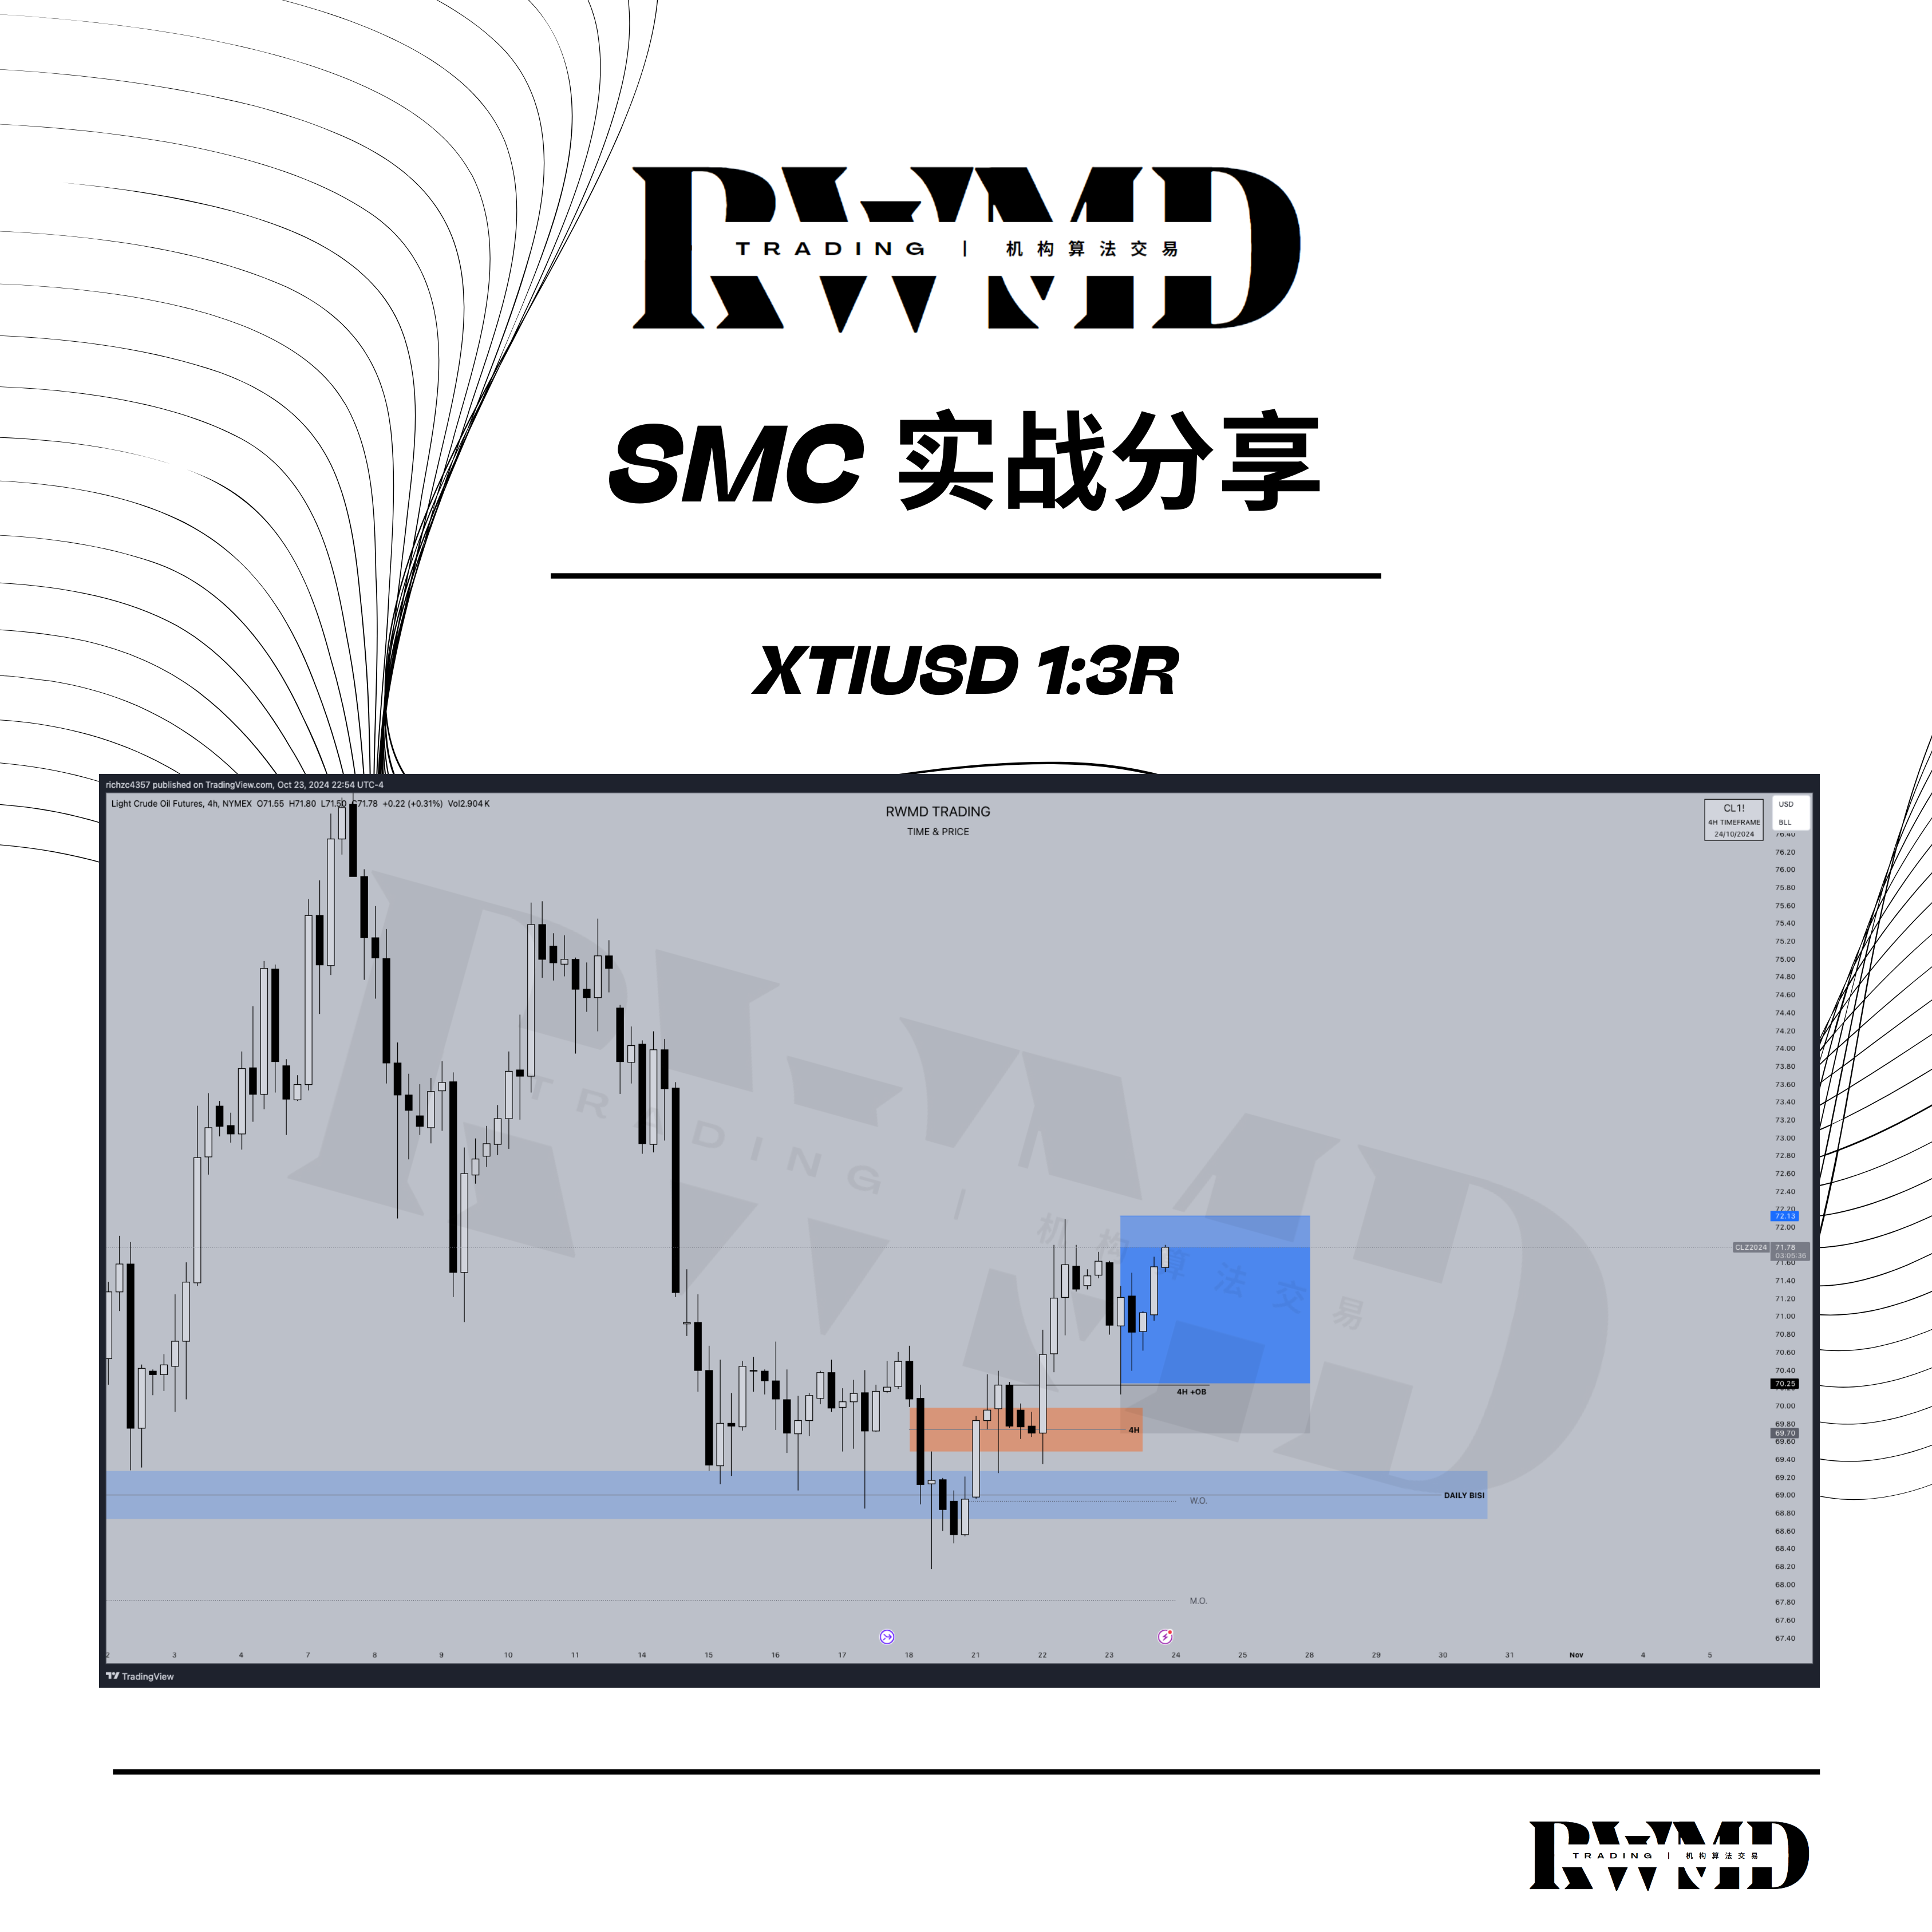 RWMD
TRADING | 机构算法交易
SMC 实战分享
XTIUSD 1:3R
richzc4357 published on TradingView.com, Oct 23, 2024 22:54 UTC-4
Light Crude Oil Futures, 4h, NYMEX O71.55 H71.80 L71.50 C71.78 +0.22 (+0.31%) Vol2.904K
RWMD TRADING
TIME & PRICE
CL1!
4H TIMEFRAME
24/10/2024
USD
BLL
76.40
76.20
76.00
75.80
75.60
75.40
75.20
75.00
74.80
74.60
74.40
74.20
74.00
73.80
73.60
73.40
73.20
73.00
72.80
72.60
72.40
72.20
72.13
72.00
CLZ2024 71.78
03:05:36
71.60
71.40
71.20
71.00
70.80
70.60
70.40
70.25
70.00
69.80
69.70
69.60
69.40
69.20
69.00
68.80
68.60
68.40
68.20
68.00
67.80
67.60
67.40
RWMD
TRADING | 机构算法交易
4H +OB
4H
DAILY BISI
W.O.
M.O.
2 3 4 7 8 9 10 11 14 15 16 17 18 21 22 23 24 25 28 29 30 31 Nov 4 5
TradingView
RWMD
TRADING | 机构算法交易